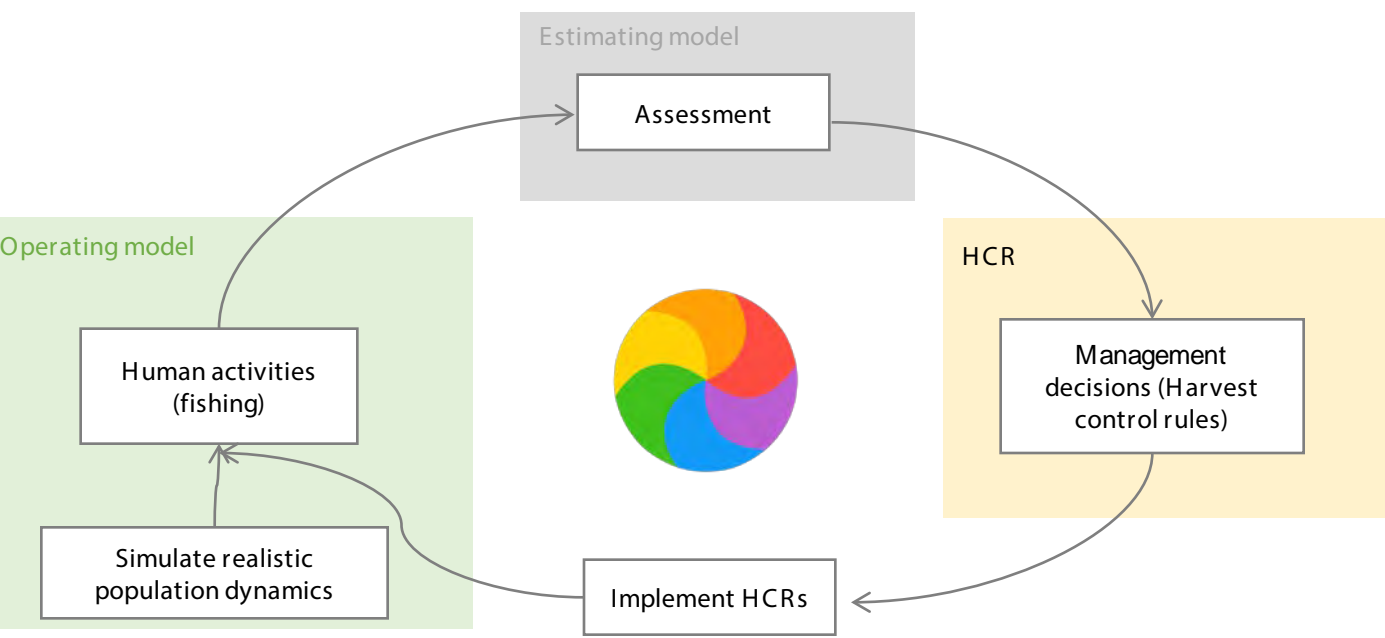 Estimating model
Assessment
Operating model
HCR
Human activities
(fishing)
Management
decisions (Harvest
control rules)
Simulate realistic
population dynamics
Implement HCRs